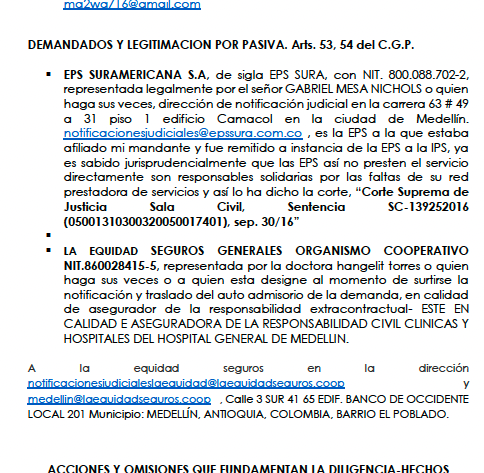 ma2wa716@gmail.com
DEMANDADOS Y LEGITIMACION POR PASIVA. Arts. 53, 54 del C.G.P.
▪ EPS SURAMERICANA S.A, de sigla EPS SURA, con NIT. 800.088.702-2,
representada legalmente por el señor GABRIEL MESA NICHOLS o quien
haga sus veces, dirección de notificación judicial en la carrera 63 # 49
a 31 piso 1 edificio Camacol en la ciudad de Medellín.
notificacionesjudiciales@epssura.com.co , es la EPS a la que estaba
afiliado mi mandante y fue remitido a instancia de la EPS a la IPS, ya
es sabido jurisprudencialmente que las EPS así no presten el servicio
directamente son responsables solidarias por las faltas de su red
prestadora de servicios y así lo ha dicho la corte, “Corte Suprema de
Justicia Sala Civil, Sentencia SC-139252016
(05001310300320050017401), sep. 30/16”
▪
▪ LA EQUIDAD SEGUROS GENERALES ORGANISMO COOPERATIVO
NIT.860028415-5, representada por la doctora hangelit torres o quien
haga sus veces o a quien esta designe al momento de surtirse la
notificación y traslado del auto admisorio de la demanda, en calidad
de asegurador de la responsabilidad extracontractual- ESTE EN
CALIDAD E ASEGURADORA DE LA RESPONSABILIDAD CIVIL CLINICAS Y
HOSPITALES DEL HOSPITAL GENERAL DE MEDELLIN.
A la equidad seguros en la dirección
notificacionesjudicialeslaequidad@laequidadseguros.coop y
medellin@laequidadseguros.coop , Calle 3 SUR 41 65 EDIF. BANCO DE OCCIDENTE
LOCAL 201 Municipio: MEDELLÍN, ANTIOQUIA, COLOMBIA, BARRIO EL POBLADO.
ACCIONES Y OMISIONES QUE FUNDAMENTAN LA DILIGENCIA-HECHOS